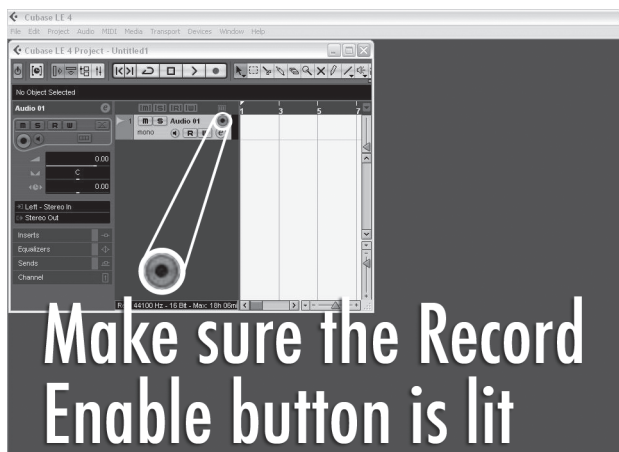 Cubase LE 4
File Edit Project Audio MIDI Media Transport Devices Window Help
Cubase LE 4 Project - Untitled1
No Object Selected
Audio 01
M S R W
1 3 5 7
M S R W
1 M S Audio 01
mono R W e
0.00
C
0.00
Left - Stereo In
Stereo Out
Inserts
Equalizers
Sends
Channel
44100 Hz - 16 Bit - Max: 18h 06mi
Make sure the Record
Enable button is lit